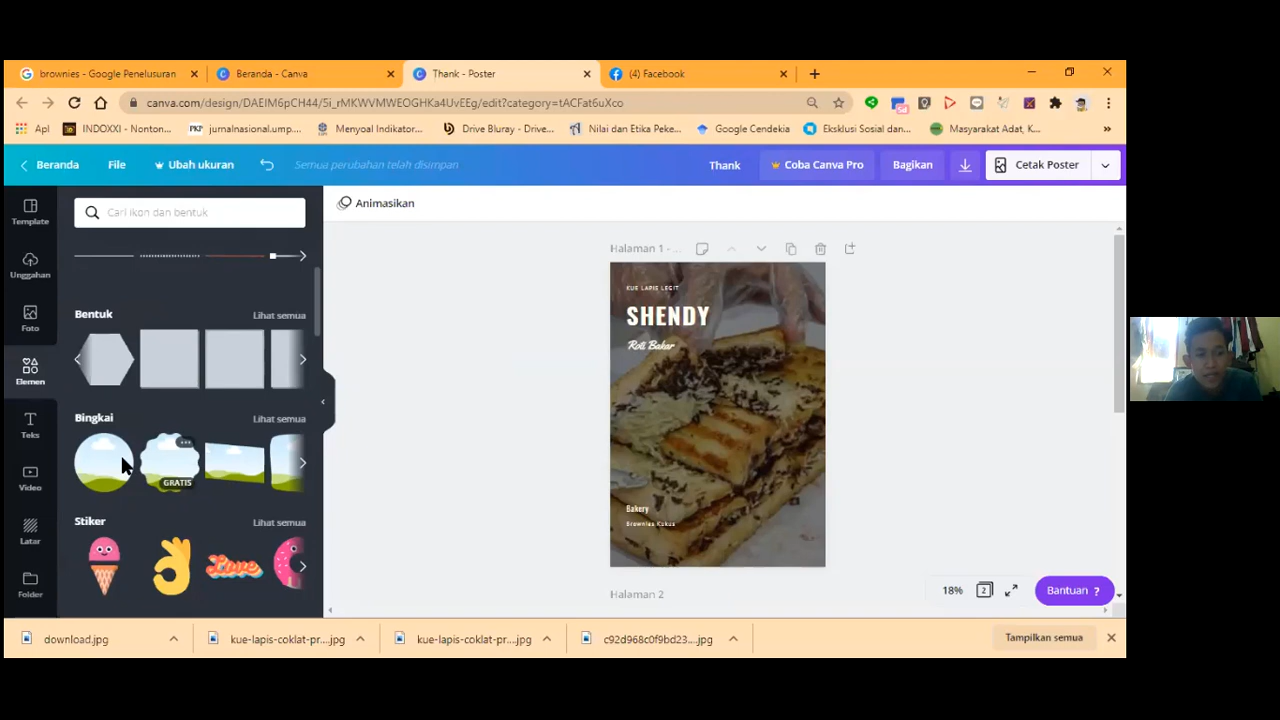 brownies - Google Penelusuran
Beranda - Canva
Thank - Poster
(4) Facebook
canva.com/design/DAEIM6pCH44/5i_rMKWVMWEOGHKa4UvEEg/edit?category=tACFat6uXco
Apl
INDOXXI - Nonton...
PKP jurnalnasional.ump....
Menyoal Indikator...
Drive Bluray - Drive...
Nilai dan Etika Peke...
Google Cendekia
Eksklusi Sosial dan...
Masyarakat Adat, K...
»
Beranda
File
Ubah ukuran
Semua perubahan telah disimpan
Thank
Coba Canva Pro
Bagikan
Cetak Poster
Template
Unggahan
Foto
Elemen
Teks
Video
Latar
Folder
Cari ikon dan bentuk
Bentuk
Lihat semua
Bingkai
Lihat semua
GRATIS
Stiker
Lihat semua
Love
Animasikan
Halaman 1 - ...
KUE LAPIS LEGIT
SHENDY
Roti Bakar
Bakery
Brownies Kukus
Halaman 2
18%
2
Bantuan ?
download.jpg
kue-lapis-coklat-pr....jpg
kue-lapis-coklat-pr....jpg
c92d968c0f9bd23....jpg
Tampilkan semua